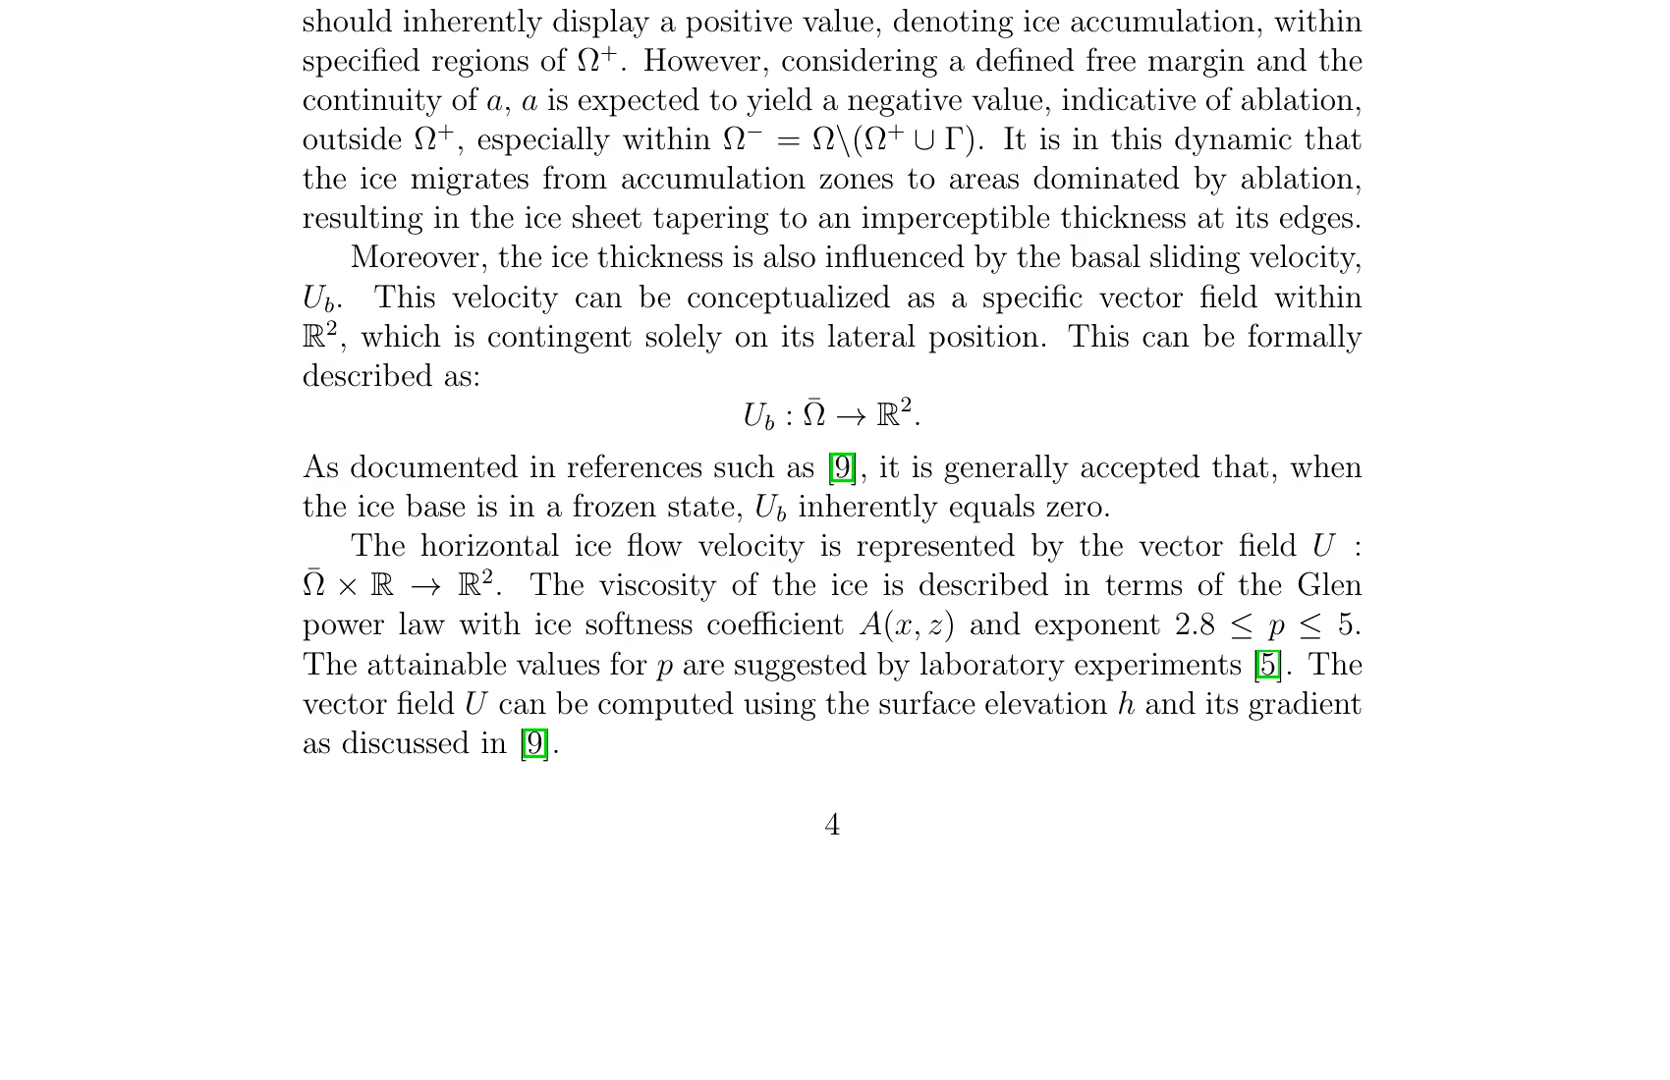 should inherently display a positive value, denoting ice accumulation, within
specified regions of Ω⁺. However, considering a defined free margin and the
continuity of a, a is expected to yield a negative value, indicative of ablation,
outside Ω⁺, especially within Ω⁻ = Ω\(Ω⁺ ∪ Γ). It is in this dynamic that
the ice migrates from accumulation zones to areas dominated by ablation,
resulting in the ice sheet tapering to an imperceptible thickness at its edges.
Moreover, the ice thickness is also influenced by the basal sliding velocity,
U_b. This velocity can be conceptualized as a specific vector field within
ℝ², which is contingent solely on its lateral position. This can be formally
described as:
U_b : Ω̄ → ℝ².
As documented in references such as [9], it is generally accepted that, when
the ice base is in a frozen state, U_b inherently equals zero.
The horizontal ice flow velocity is represented by the vector field U :
Ω̄ × ℝ → ℝ². The viscosity of the ice is described in terms of the Glen
power law with ice softness coefficient A(x, z) and exponent 2.8 ≤ p ≤ 5.
The attainable values for p are suggested by laboratory experiments [5]. The
vector field U can be computed using the surface elevation h and its gradient
as discussed in [9].
4